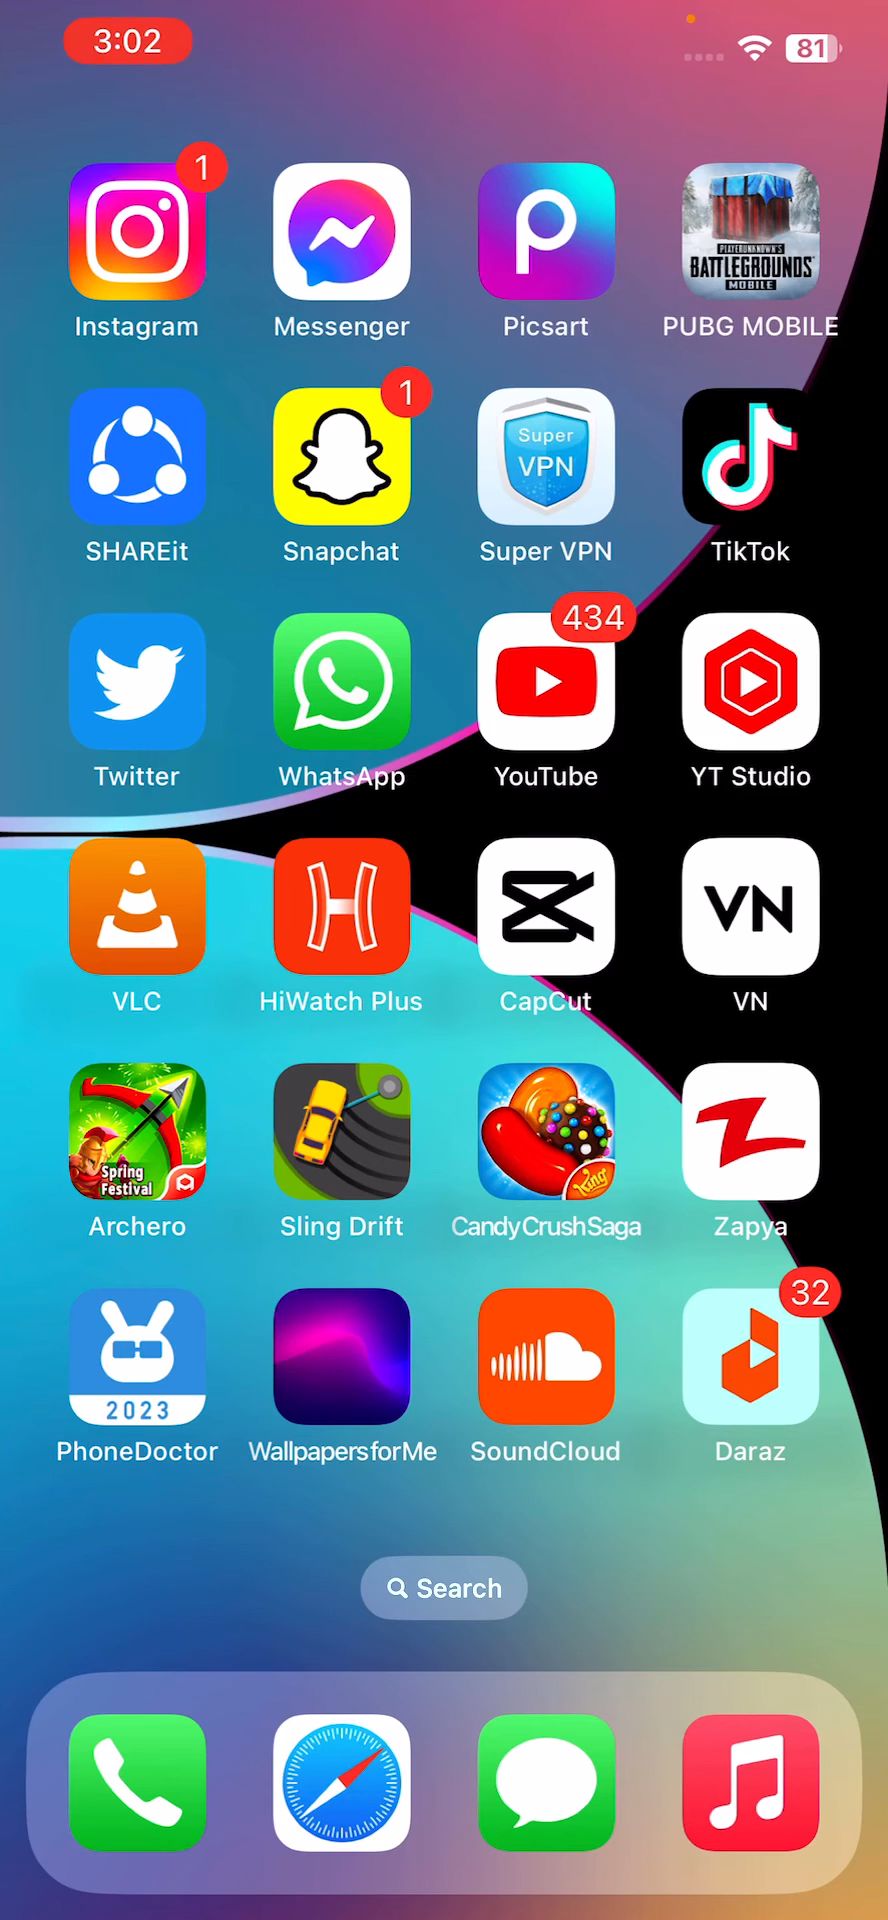 3:02
81
1
PLAYERUNKNOWN'S
BATTLEGROUNDS
MOBILE
Instagram Messenger Picsart PUBG MOBILE
1
Super
VPN
SHAREit Snapchat Super VPN TikTok
434
Twitter WhatsApp YouTube YT Studio
VN
VLC HiWatch Plus CapCut VN
Spring
Festival
King
Archero Sling Drift CandyCrushSaga Zapya
32
2023
PhoneDoctor WallpapersforMe SoundCloud Daraz
Search